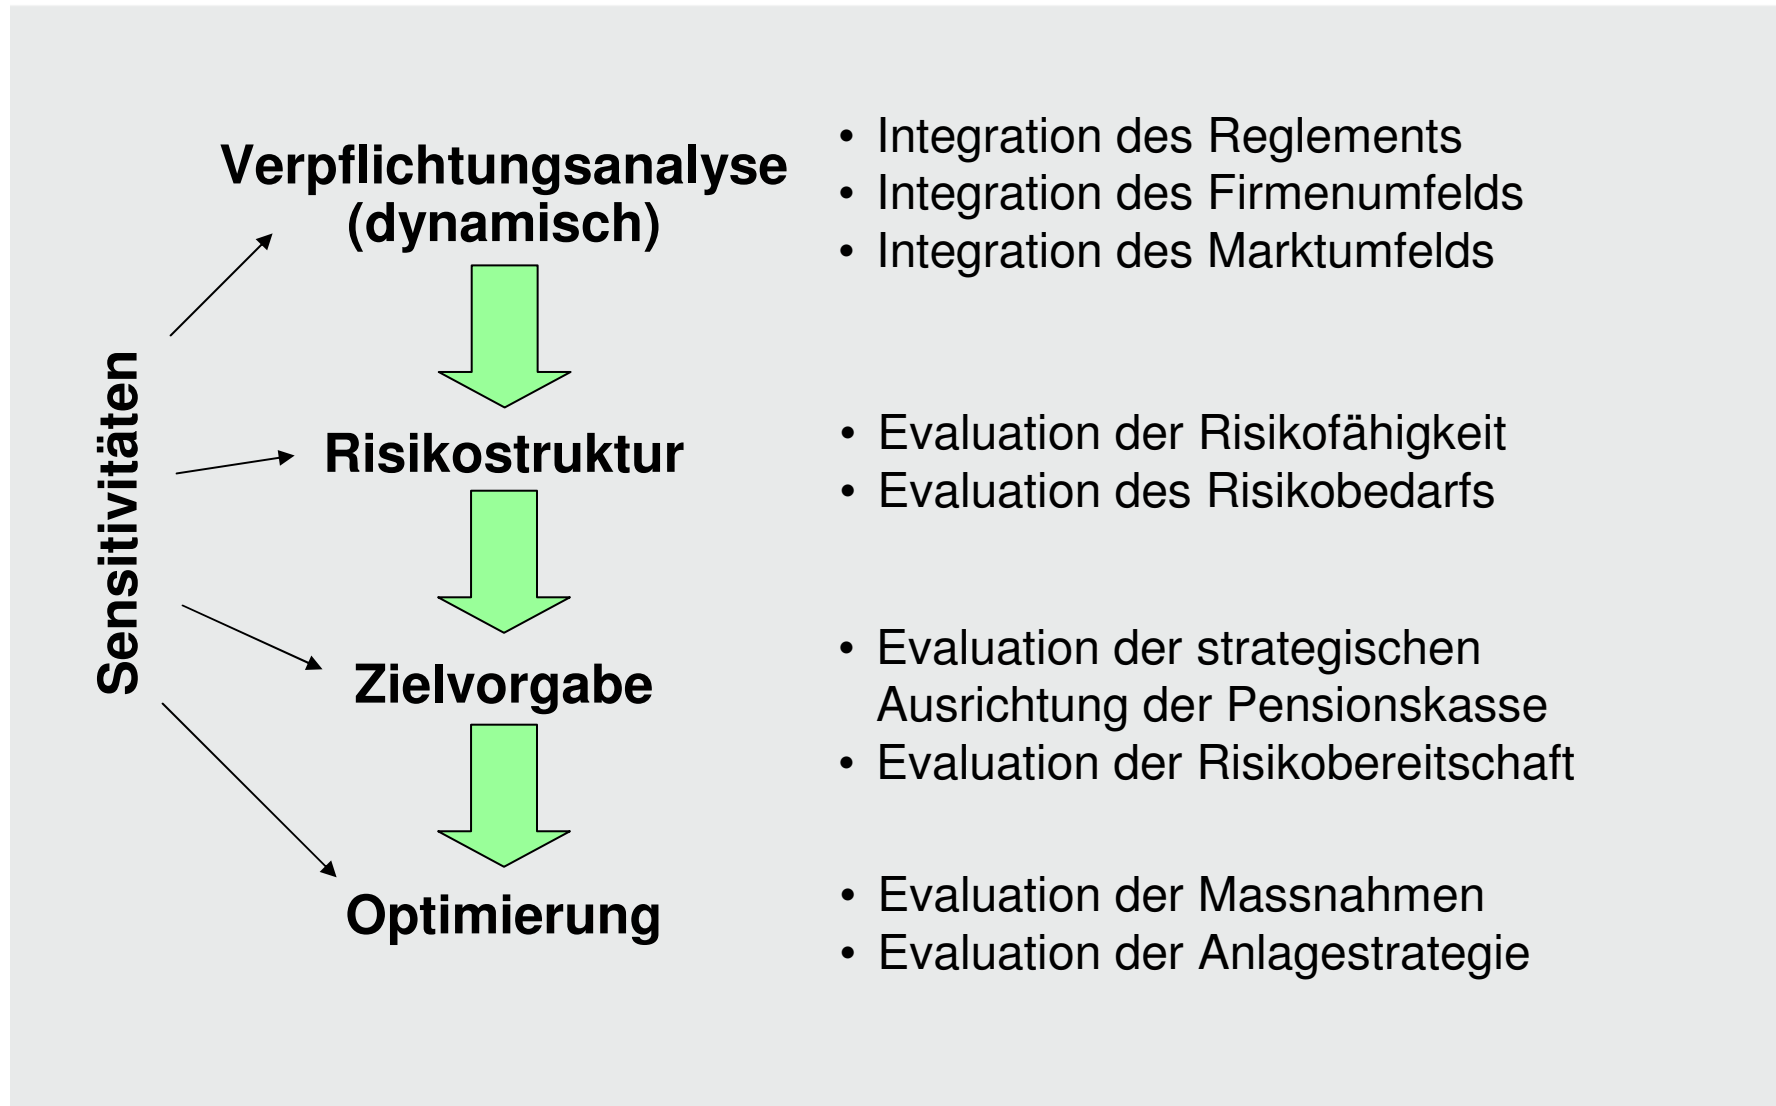 Sensitivitäten
Verpflichtungsanalyse
(dynamisch)
• Integration des Reglements
• Integration des Firmenumfelds
• Integration des Marktumfelds
Risikostruktur
• Evaluation der Risikofähigkeit
• Evaluation des Risikobedarfs
Zielvorgabe
• Evaluation der strategischen
Ausrichtung der Pensionskasse
• Evaluation der Risikobereitschaft
Optimierung
• Evaluation der Massnahmen
• Evaluation der Anlagestrategie